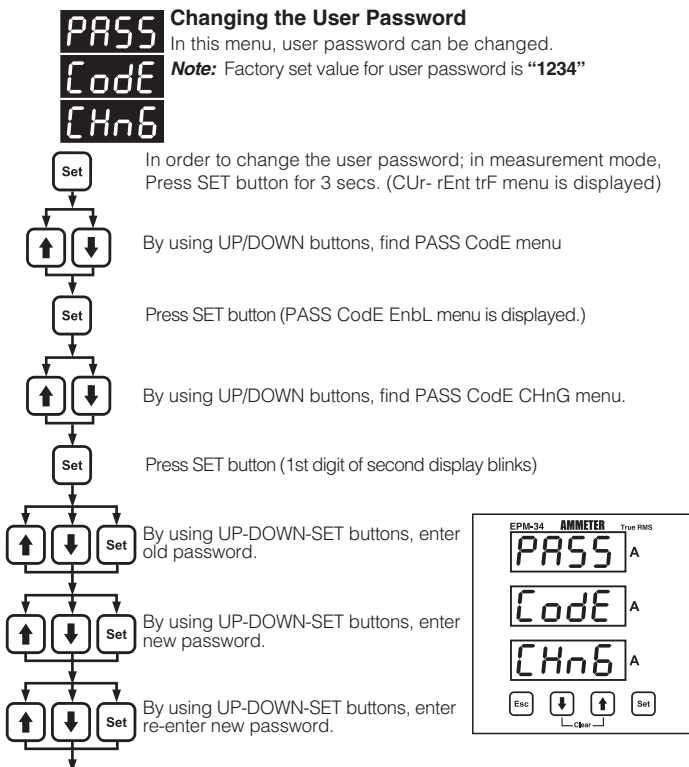 PASS
CodE
CHnG
Changing the User Password
In this menu, user password can be changed.
Note: Factory set value for user password is “1234”
Set
In order to change the user password; in measurement mode,
Press SET button for 3 secs. (CUr- rEnt trF menu is displayed)
By using UP/DOWN buttons, find PASS CodE menu
Set
Press SET button (PASS CodE EnbL menu is displayed.)
By using UP/DOWN buttons, find PASS CodE CHnG menu.
Set
Press SET button (1st digit of second display blinks)
Set
By using UP-DOWN-SET buttons, enter
old password.
Set
By using UP-DOWN-SET buttons, enter
new password.
Set
By using UP-DOWN-SET buttons, enter
re-enter new password.
EPM-34 AMMETER True RMS
PASS A
CodE A
CHnG A
Esc Set
Clear